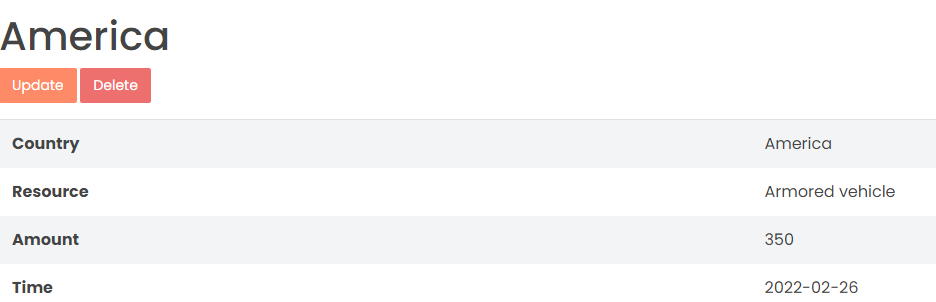 America
Update Delete
Country America
Resource Armored vehicle
Amount 350
Time 2022-02-26